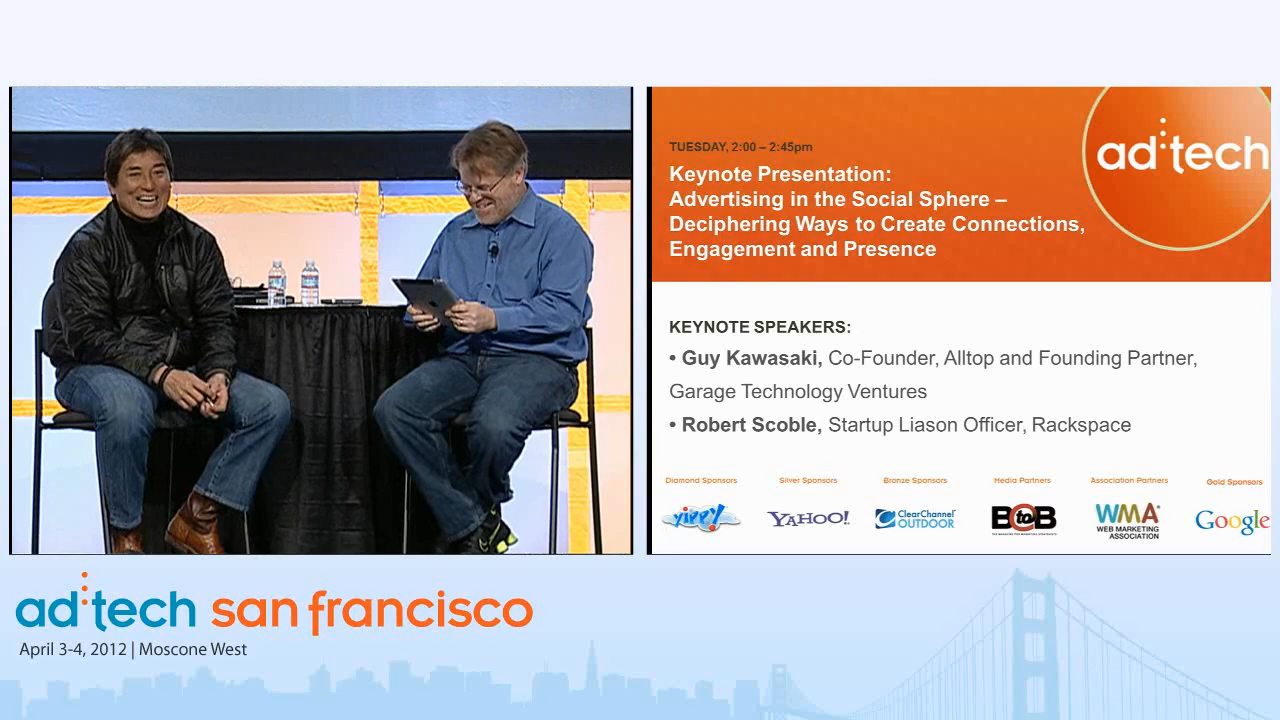 TUESDAY, 2:00 – 2:45pm
Keynote Presentation:
Advertising in the Social Sphere –
Deciphering Ways to Create Connections,
Engagement and Presence
ad:tech
KEYNOTE SPEAKERS:
• Guy Kawasaki, Co-Founder, Alltop and Founding Partner,
Garage Technology Ventures
• Robert Scoble, Startup Liason Officer, Rackspace
Diamond Sponsors
Silver Sponsors
Bronze Sponsors
Media Partners
Association Partners
Gold Sponsors
yippy!
YAHOO!
ClearChannel
OUTDOOR
BtoB
WMA
WEB MARKETING
ASSOCIATION
Google
ad:tech san francisco
April 3-4, 2012 | Moscone West